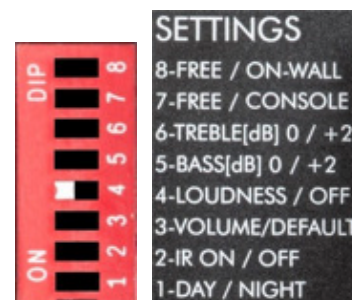 DIP
8
7
6
5
4
3
2
1
ON
SETTINGS
8-FREE / ON-WALL
7-FREE / CONSOLE
6-TREBLE[dB] 0 / +2
5-BASS[dB] 0 / +2
4-LOUDNESS / OFF
3-VOLUME/DEFAULT
2-IR ON / OFF
1-DAY / NIGHT